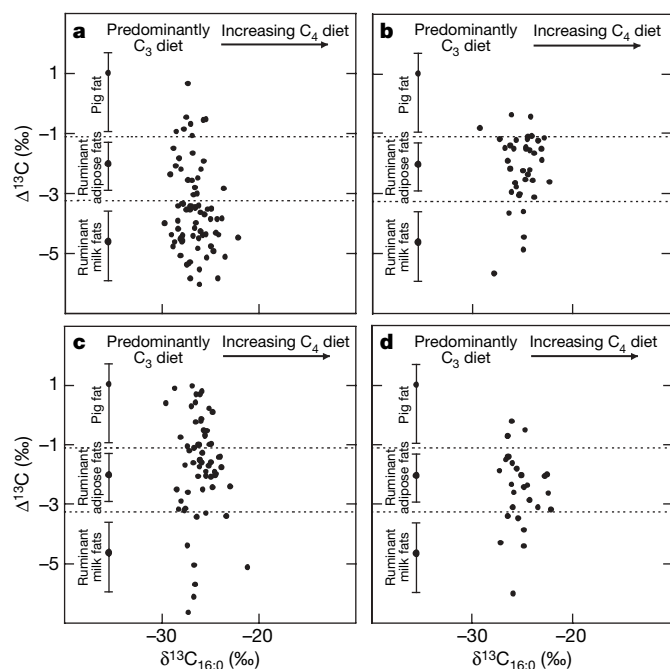 a Predominantly C₃ diet Increasing C₄ diet
b Predominantly C₃ diet Increasing C₄ diet
Δ¹³C (‰)
1
−1
−3
−5
Pig fat
Ruminant adipose fats
Ruminant milk fats
Pig fat
Ruminant adipose fats
Ruminant milk fats
c Predominantly C₃ diet Increasing C₄ diet
d Predominantly C₃ diet Increasing C₄ diet
Δ¹³C (‰)
1
−1
−3
−5
Pig fat
Ruminant adipose fats
Ruminant milk fats
Pig fat
Ruminant adipose fats
Ruminant milk fats
−30 −20 −30 −20
δ¹³C₁₆:₀ (‰) δ¹³C₁₆:₀ (‰)